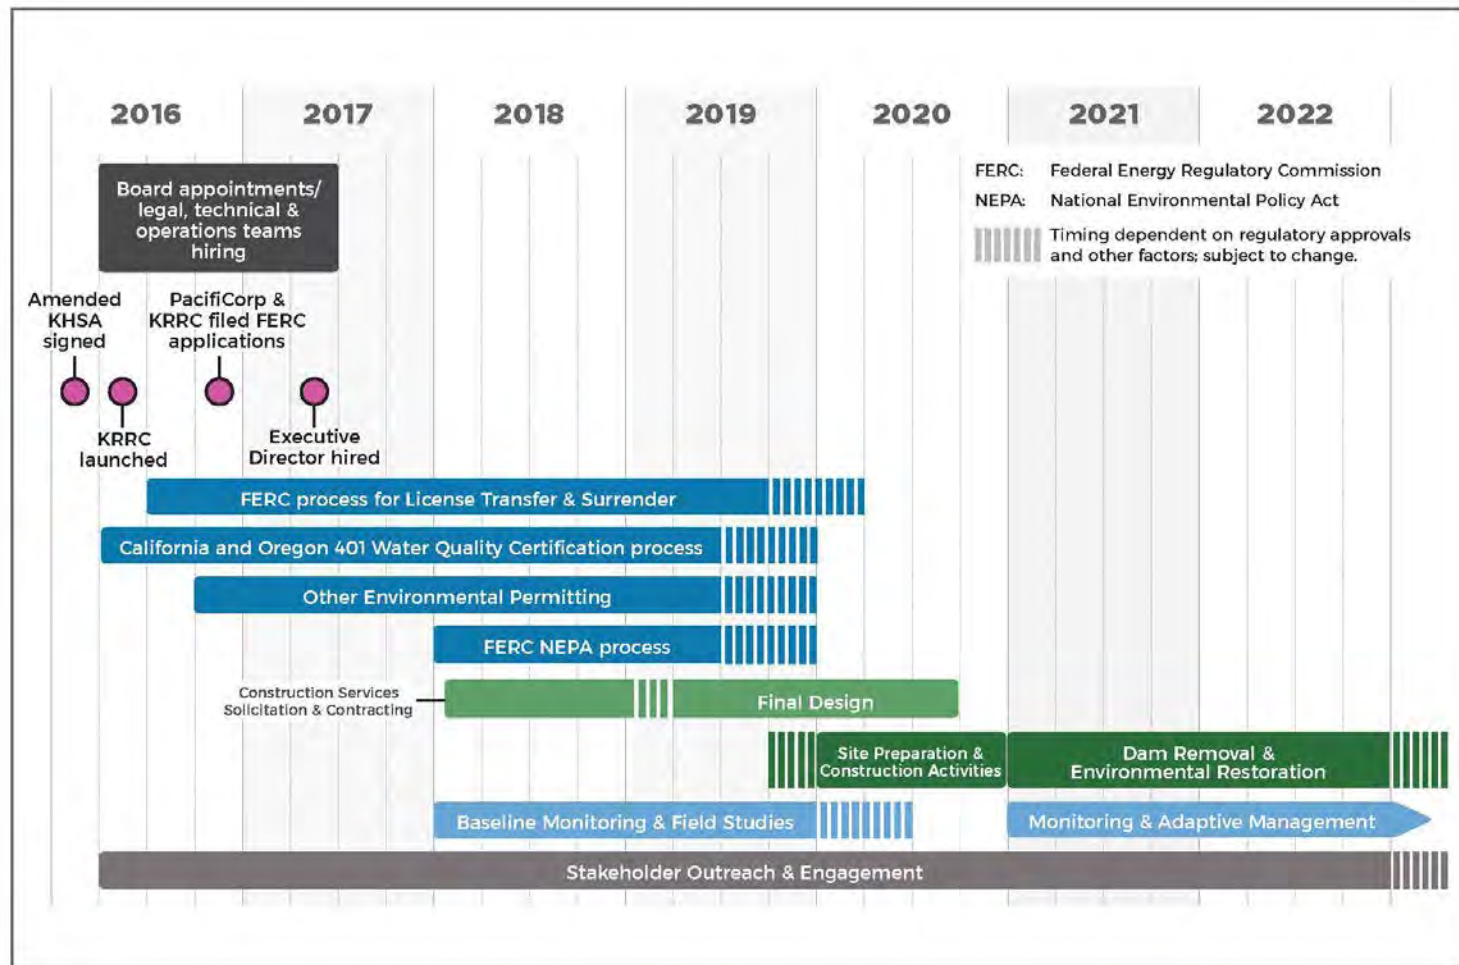 2016 2017 2018 2019 2020 2021 2022
Board appointments/
legal, technical &
operations teams
hiring
FERC: Federal Energy Regulatory Commission
NEPA: National Environmental Policy Act
Timing dependent on regulatory approvals
and other factors; subject to change.
Amended
KHSA
signed
PacifiCorp &
KRRC filed FERC
applications
KRRC
launched
Executive
Director hired
FERC process for License Transfer & Surrender
California and Oregon 401 Water Quality Certification process
Other Environmental Permitting
FERC NEPA process
Construction Services
Solicitation & Contracting
Final Design
Site Preparation &
Construction Activities
Dam Removal &
Environmental Restoration
Baseline Monitoring & Field Studies
Monitoring & Adaptive Management
Stakeholder Outreach & Engagement